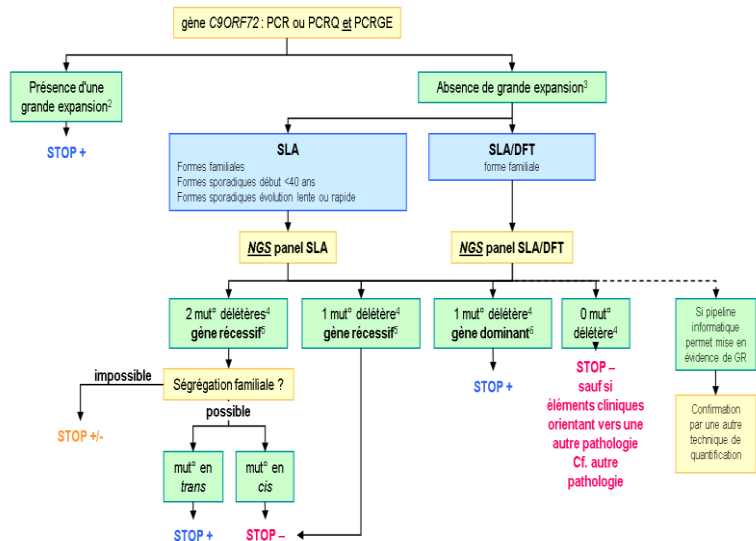 gène C9ORF72 : PCR ou PCRQ et PCRGE
Présence d'une
grande expansion²
Absence de grande expansion³
STOP +
SLA
Formes familiales
Formes sporadiques début <40 ans
Formes sporadiques évolution lente ou rapide
SLA/DFT
forme familiale
NGS panel SLA
NGS panel SLA/DFT
2 mut° délétères⁴
gène récessif⁵
1 mut° délétère⁴
gène récessif⁵
1 mut° délétère⁴
gène dominant⁶
0 mut°
délétère⁴
Si pipeline
informatique
permet mise en
évidence de GR
impossible
Ségrégation familiale ?
STOP +
STOP –
sauf si
éléments cliniques
orientant vers une
autre pathologie
Cf. autre
pathologie
Confirmation
par une autre
technique de
quantification
possible
STOP +/-
mut° en
trans
mut° en
cis
STOP +
STOP –